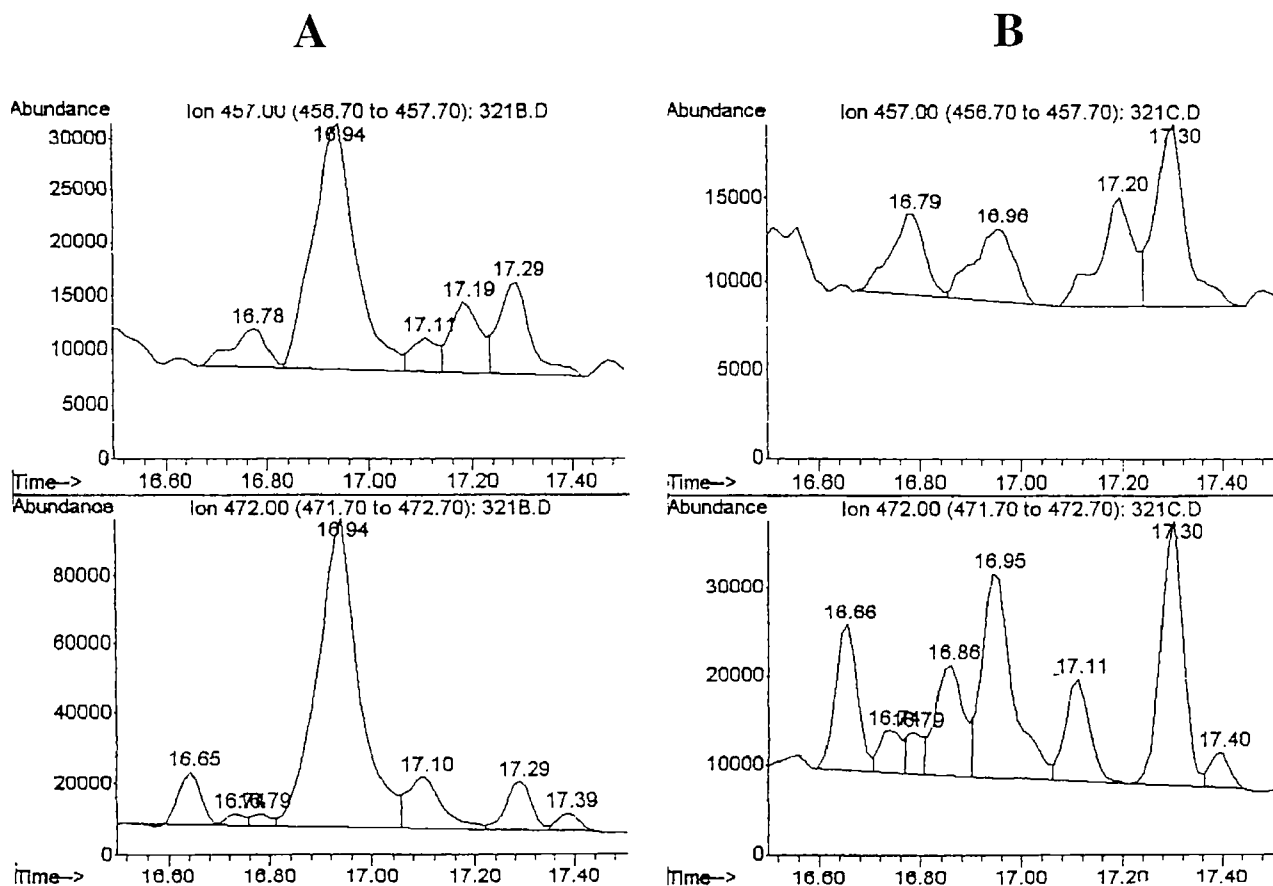 A
B
Abundance
Ion 457.00 (456.70 to 457.70): 321B.D
30000
25000
20000
15000
10000
5000
0
16.78
16.94
17.11
17.19
17.29
Time-->
16.60 16.80 17.00 17.20 17.40
Abundance
Ion 457.00 (456.70 to 457.70): 321C.D
15000
10000
5000
0
16.79
16.96
17.20
17.30
Time-->
16.60 16.80 17.00 17.20 17.40
Abundance
Ion 472.00 (471.70 to 472.70): 321B.D
80000
60000
40000
20000
0
16.65
16.74
16.79
16.94
17.10
17.29
17.39
Time-->
16.60 16.80 17.00 17.20 17.40
Abundance
Ion 472.00 (471.70 to 472.70): 321C.D
30000
20000
10000
0
16.66
16.74
16.79
16.86
16.95
17.11
17.30
17.40
Time-->
16.60 16.80 17.00 17.20 17.40